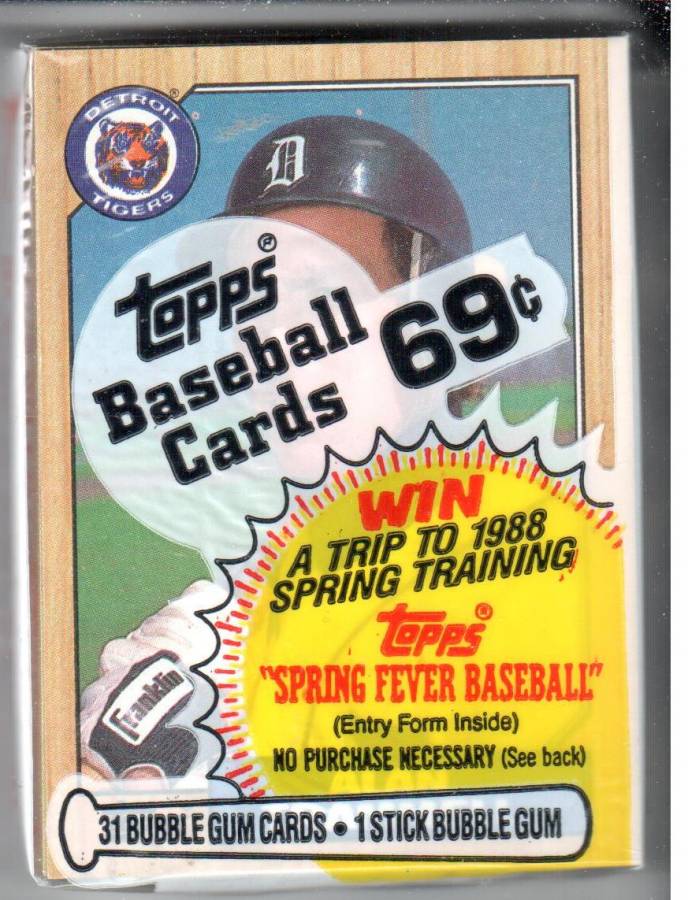 DETROIT
TIGERS
D
topps
Baseball
Cards
69¢
WIN
A TRIP TO 1988
SPRING TRAINING
topps
"SPRING FEVER BASEBALL"
(Entry Form Inside)
NO PURCHASE NECESSARY (See back)
Franklin
31 BUBBLE GUM CARDS • 1 STICK BUBBLE GUM